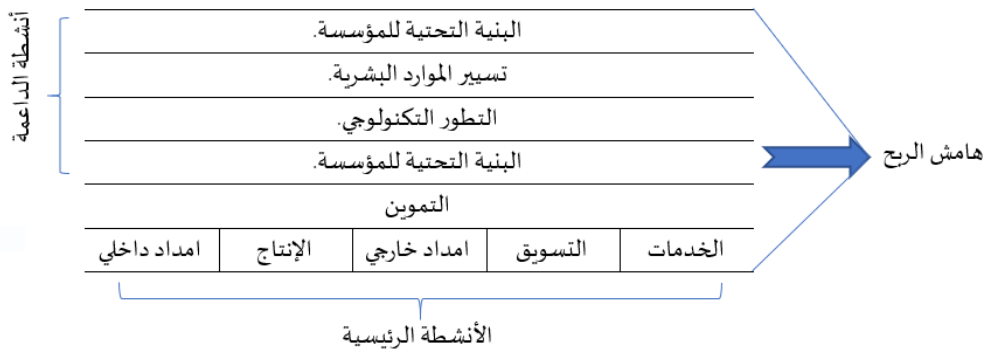 أنشطة الداعمة
البنية التحتية للمؤسسة.
تسيير الموارد البشرية.
التطور التكنولوجي.
البنية التحتية للمؤسسة.
هامش الربح
التموين
امداد داخلي
الإنتاج
امداد خارجي
التسويق
الخدمات
الأنشطة الرئيسية